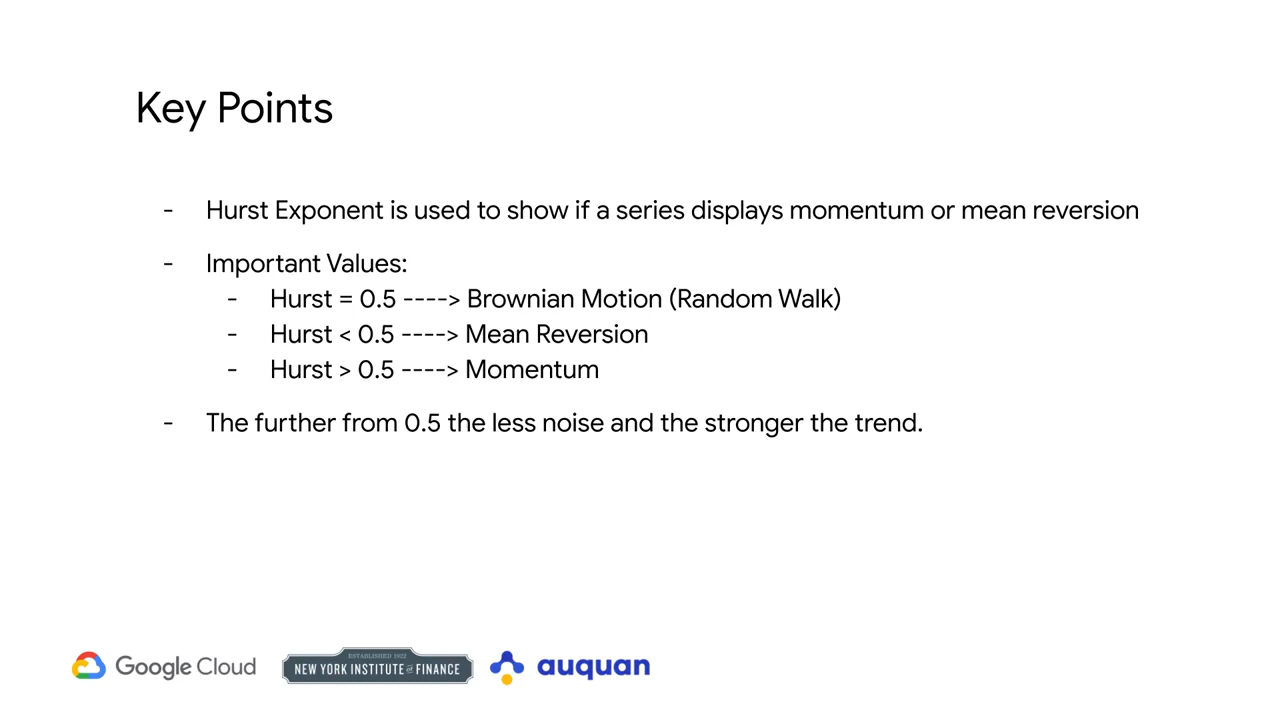 Key Points
- Hurst Exponent is used to show if a series displays momentum or mean reversion
- Important Values:
- Hurst = 0.5 ----> Brownian Motion (Random Walk)
- Hurst < 0.5 ----> Mean Reversion
- Hurst > 0.5 ----> Momentum
- The further from 0.5 the less noise and the stronger the trend.
Google Cloud
ESTABLISHED 1922
NEW YORK INSTITUTE of FINANCE
auquan